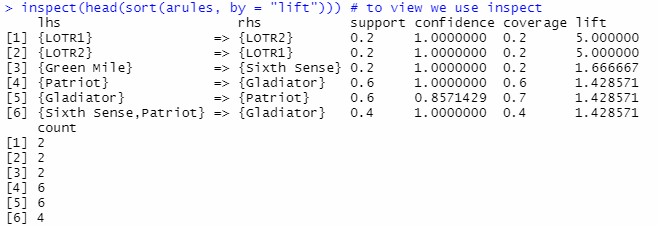 > inspect(head(sort(arules, by = "lift"))) # to view we use inspect
    lhs                      rhs           support confidence coverage lift
[1] {LOTR1}               => {LOTR2}       0.2     1.0000000  0.2      5.000000
[2] {LOTR2}               => {LOTR1}       0.2     1.0000000  0.2      5.000000
[3] {Green Mile}          => {Sixth Sense} 0.2     1.0000000  0.2      1.666667
[4] {Patriot}             => {Gladiator}   0.6     1.0000000  0.6      1.428571
[5] {Gladiator}           => {Patriot}     0.6     0.8571429  0.7      1.428571
[6] {Sixth Sense,Patriot} => {Gladiator}   0.4     1.0000000  0.4      1.428571
    count
[1] 2
[2] 2
[3] 2
[4] 6
[5] 6
[6] 4